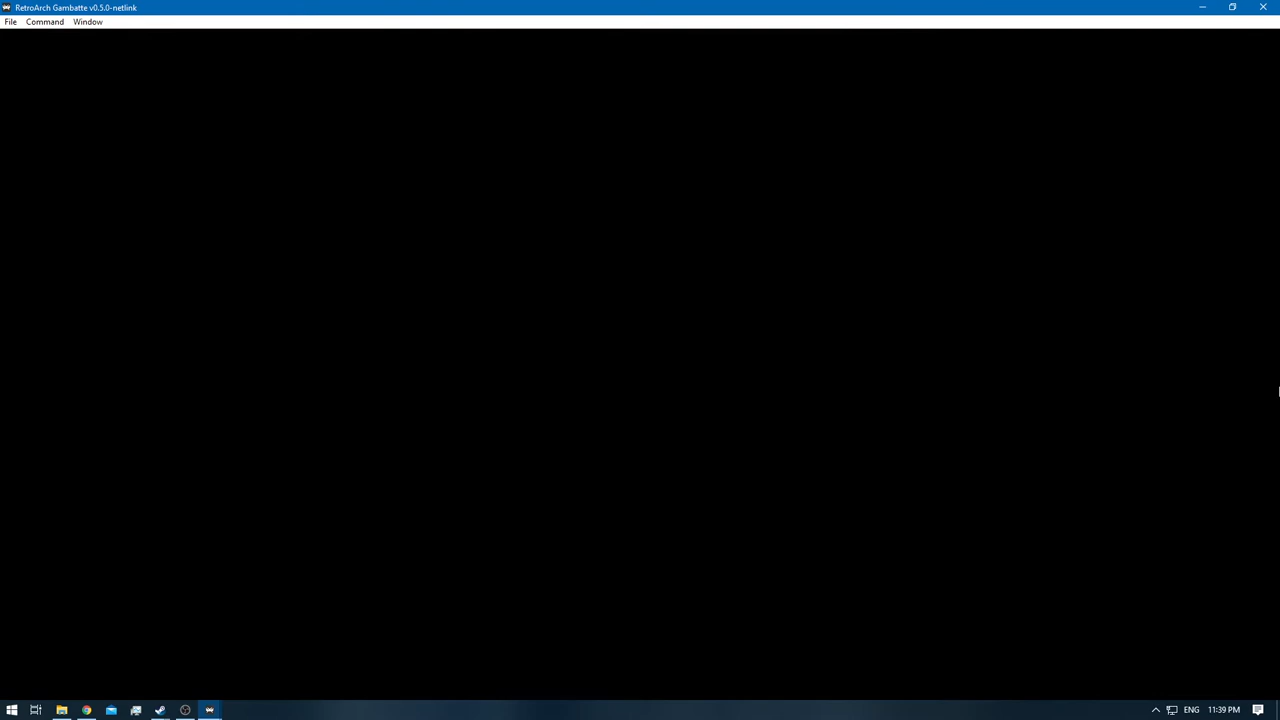 RetroArch Gambatte v0.5.0-netlink
File Command Window
ENG 11:39 PM